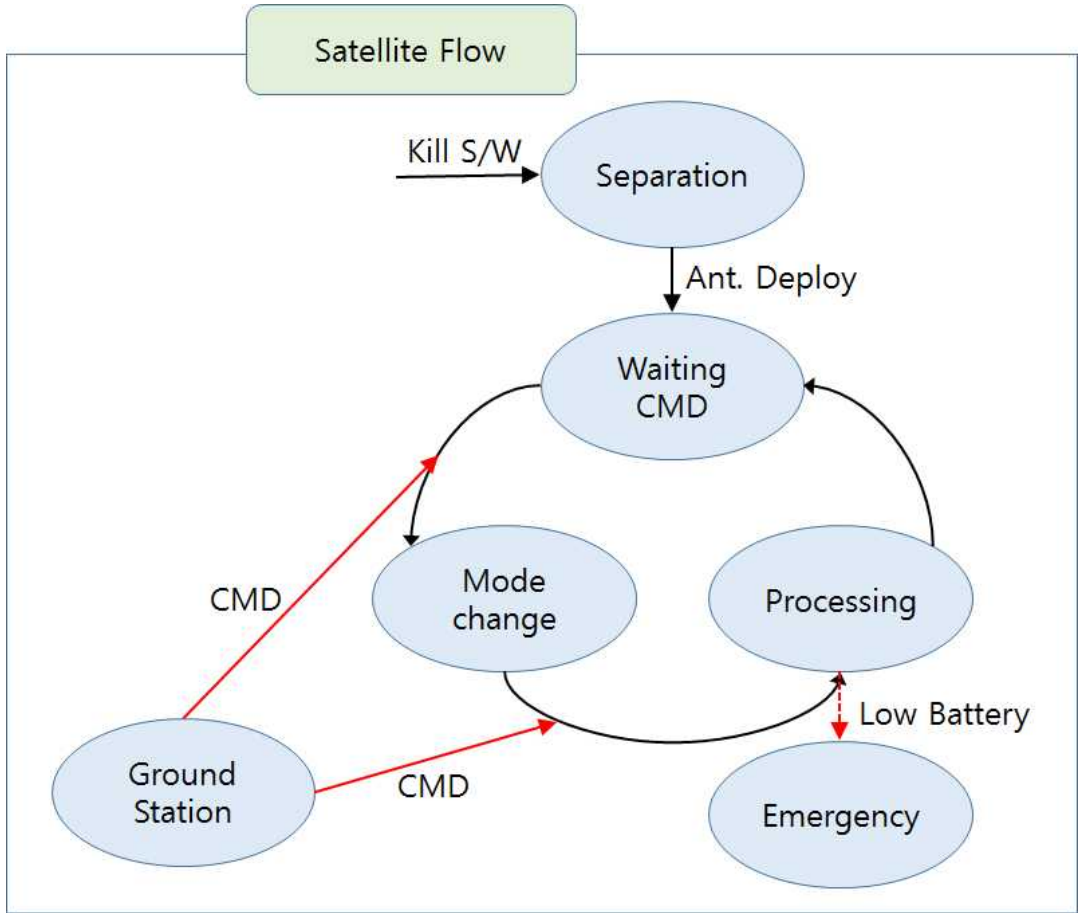 Satellite Flow
Kill S/W
Separation
Ant. Deploy
Waiting
CMD
Mode
change
Processing
CMD
Low Battery
Ground
Station
CMD
Emergency